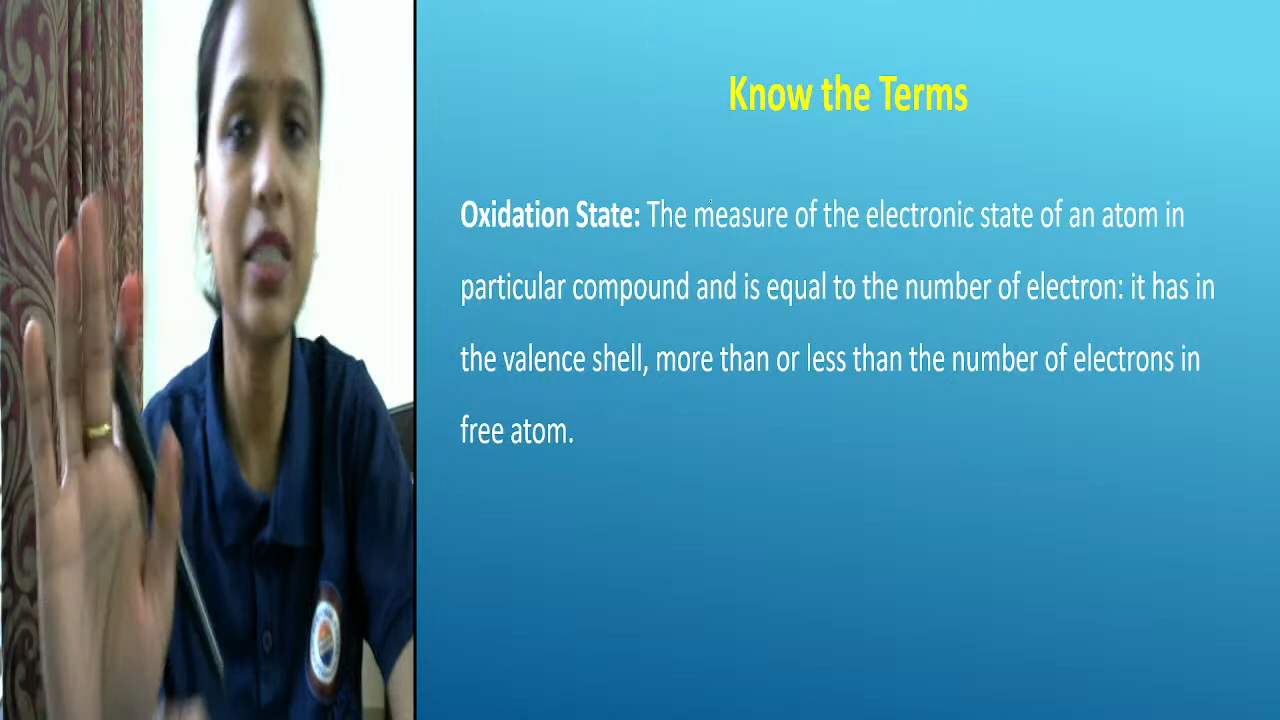 Know the Terms
Oxidation State: The measure of the electronic state of an atom in
particular compound and is equal to the number of electron: it has in
the valence shell, more than or less than the number of electrons in
free atom.